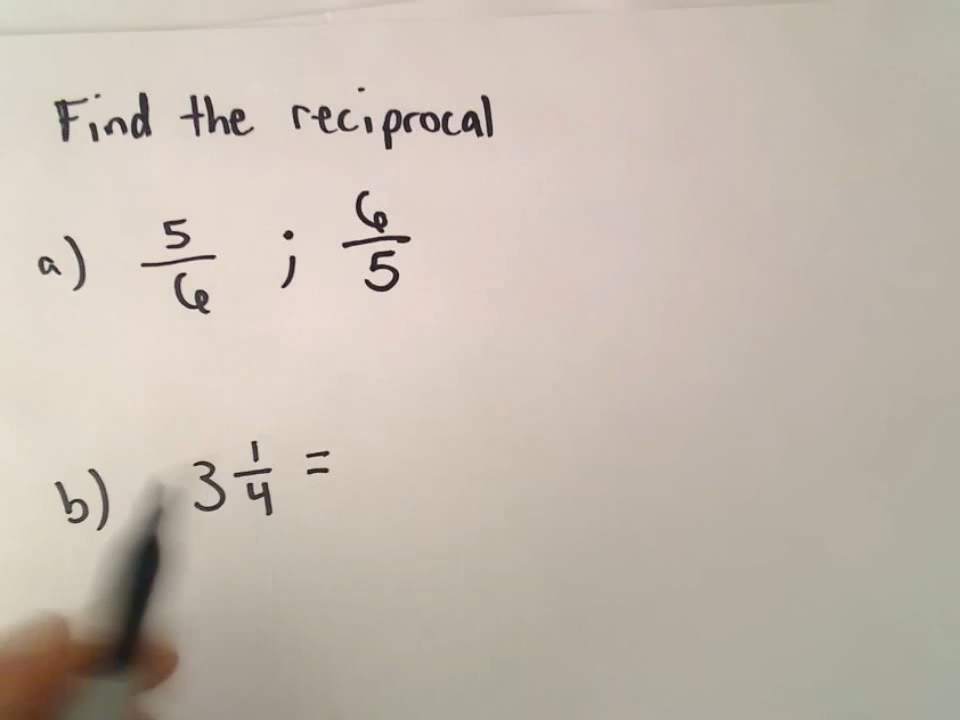 Find the reciprocal
a) 5/6 ; 6/5
b) 3 1/4 =